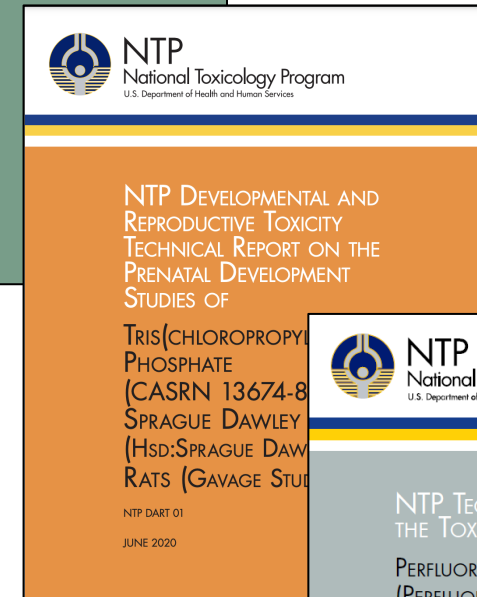 NTP
National Toxicology Program
U.S. Department of Health and Human Services
NTP DEVELOPMENTAL AND
REPRODUCTIVE TOXICITY
TECHNICAL REPORT ON THE
PRENATAL DEVELOPMENT
STUDIES OF
TRIS(CHLOROPROPYL
PHOSPHATE
(CASRN 13674-8
SPRAGUE DAWLEY
(HSD:SPRAGUE DAW
RATS (GAVAGE STUD
NTP DART 01
JUNE 2020
NTP
National
U.S. Department of
NTP TE
THE TOX
PERFLUOR
(PERFLUO